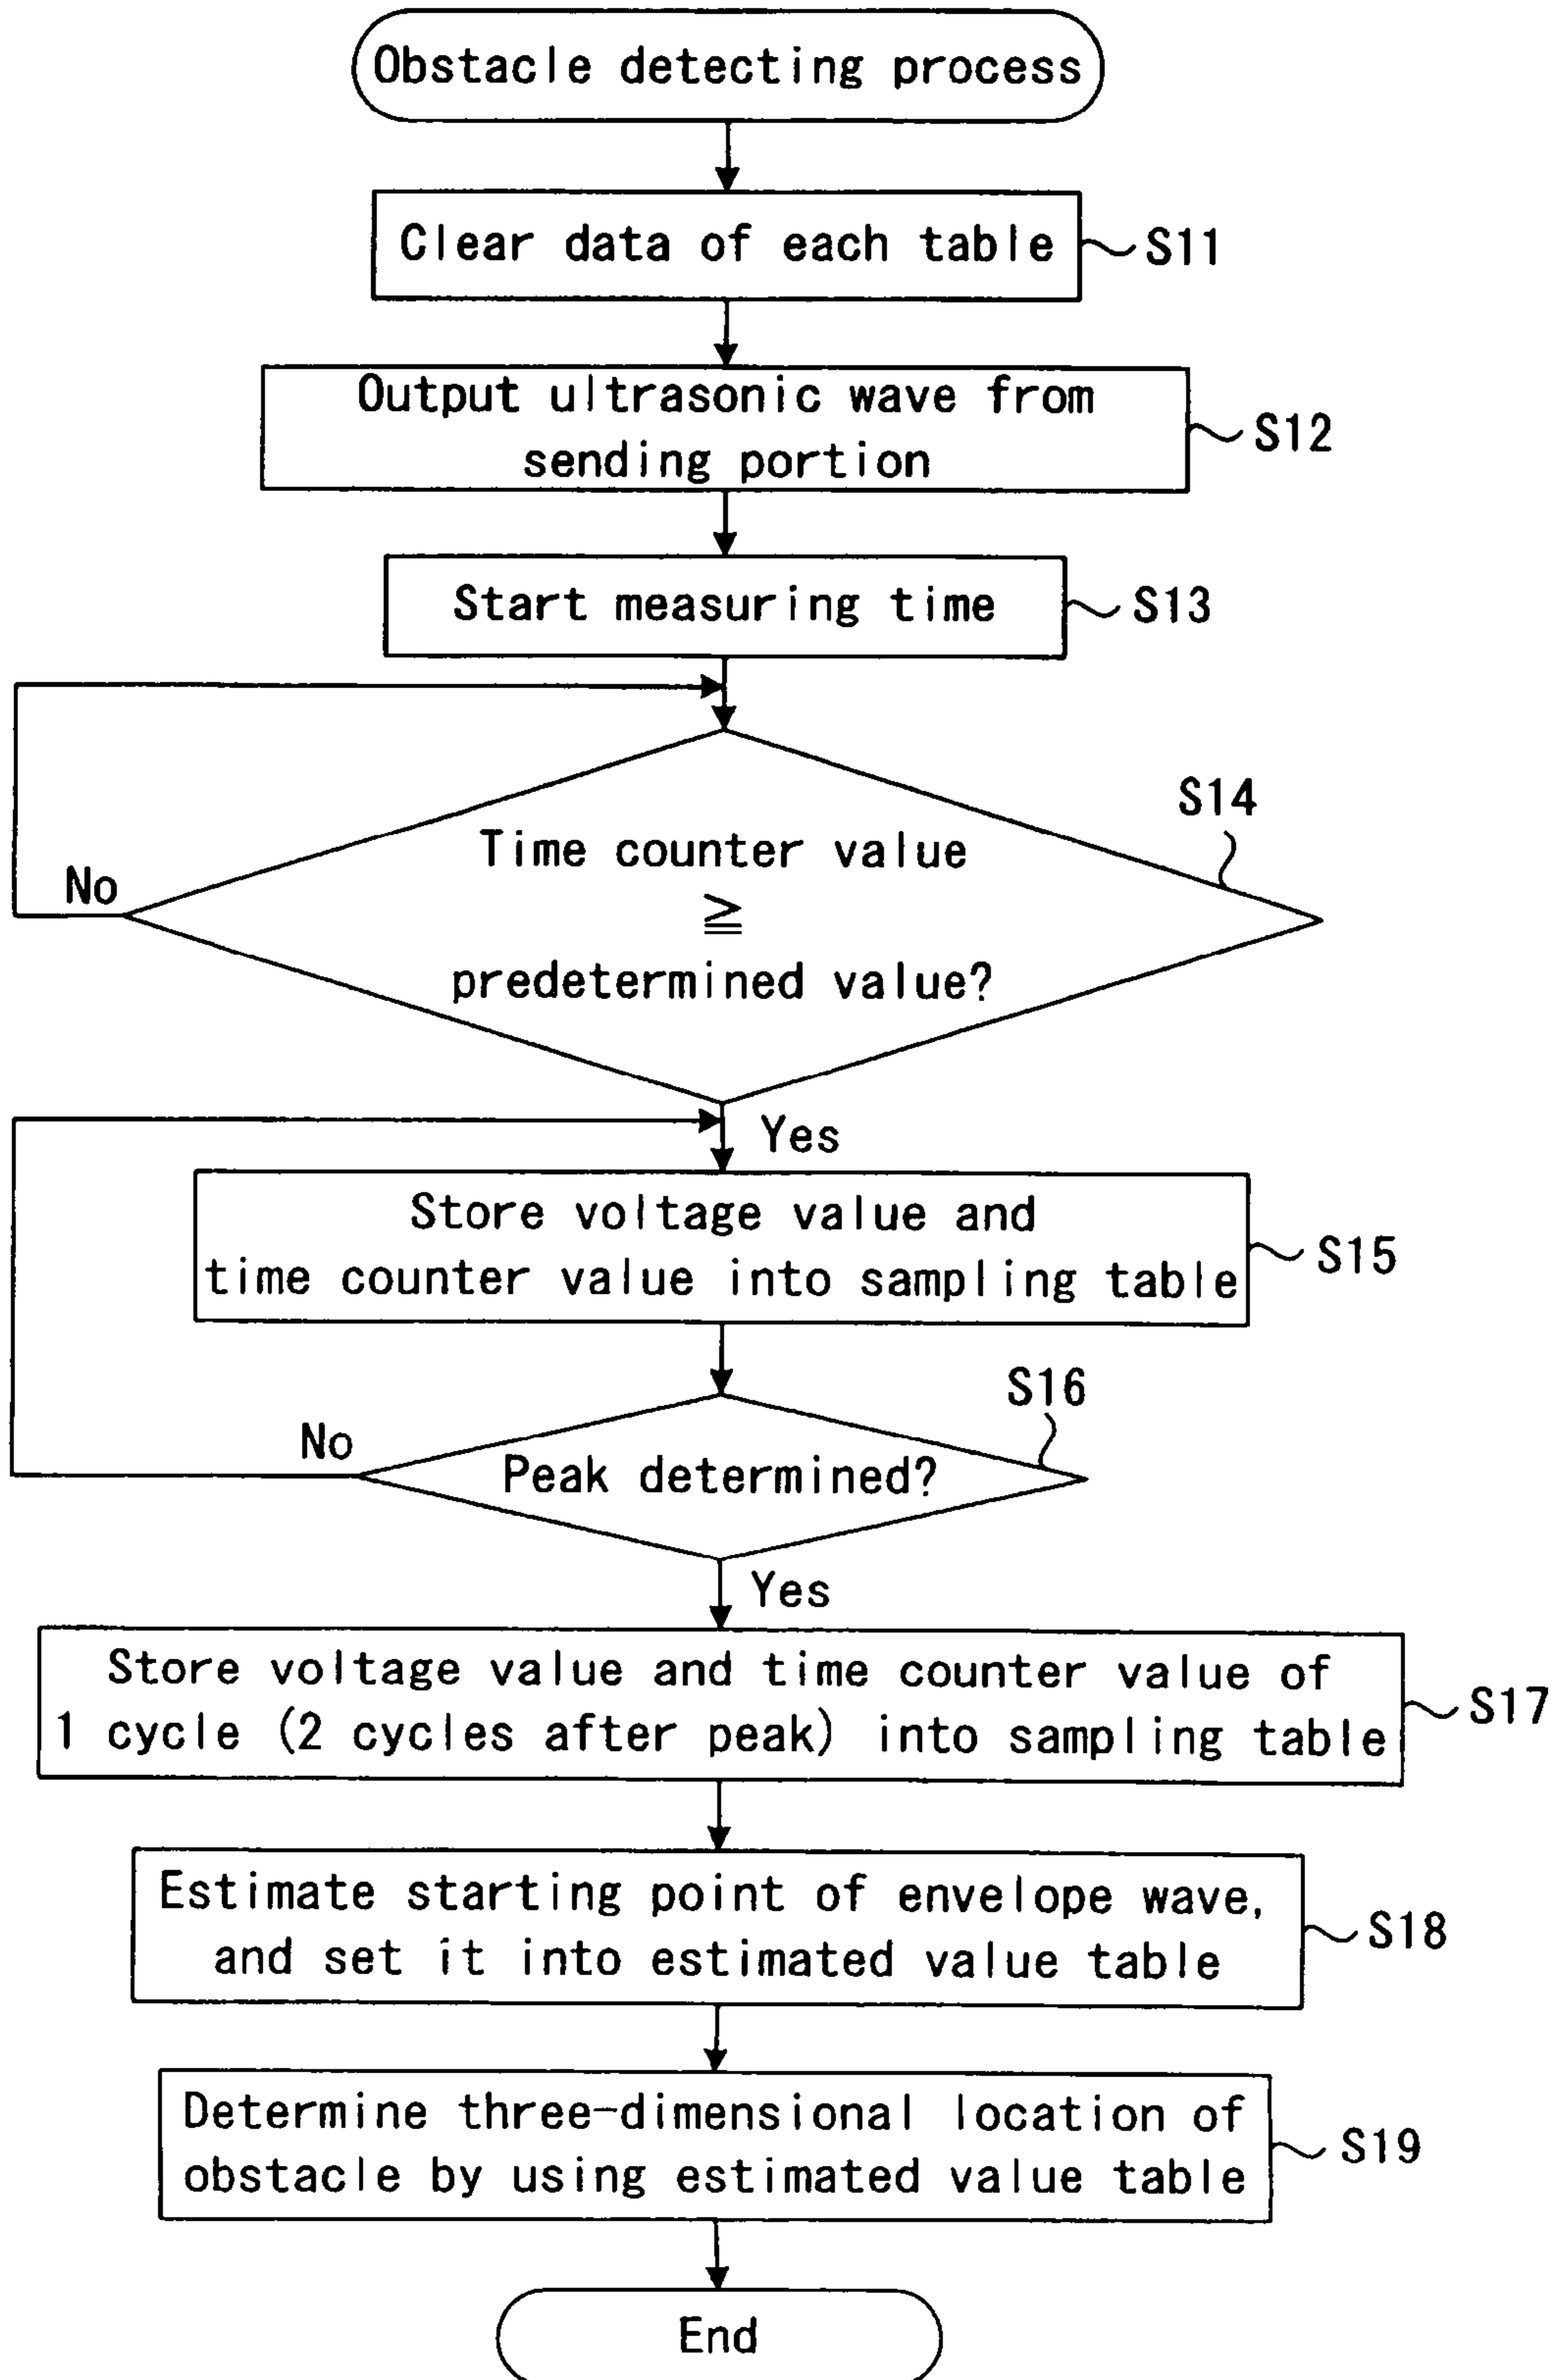 Obstacle detecting process
Clear data of each table
S11
Output ultrasonic wave from
sending portion
S12
Start measuring time
S13
S14
Time counter value
≧
predetermined value?
No
Yes
Store voltage value and
time counter value into sampling table
S15
S16
No
Peak determined?
Yes
Store voltage value and time counter value of
1 cycle (2 cycles after peak) into sampling table
S17
Estimate starting point of envelope wave,
and set it into estimated value table
S18
Determine three-dimensional location of
obstacle by using estimated value table
S19
End